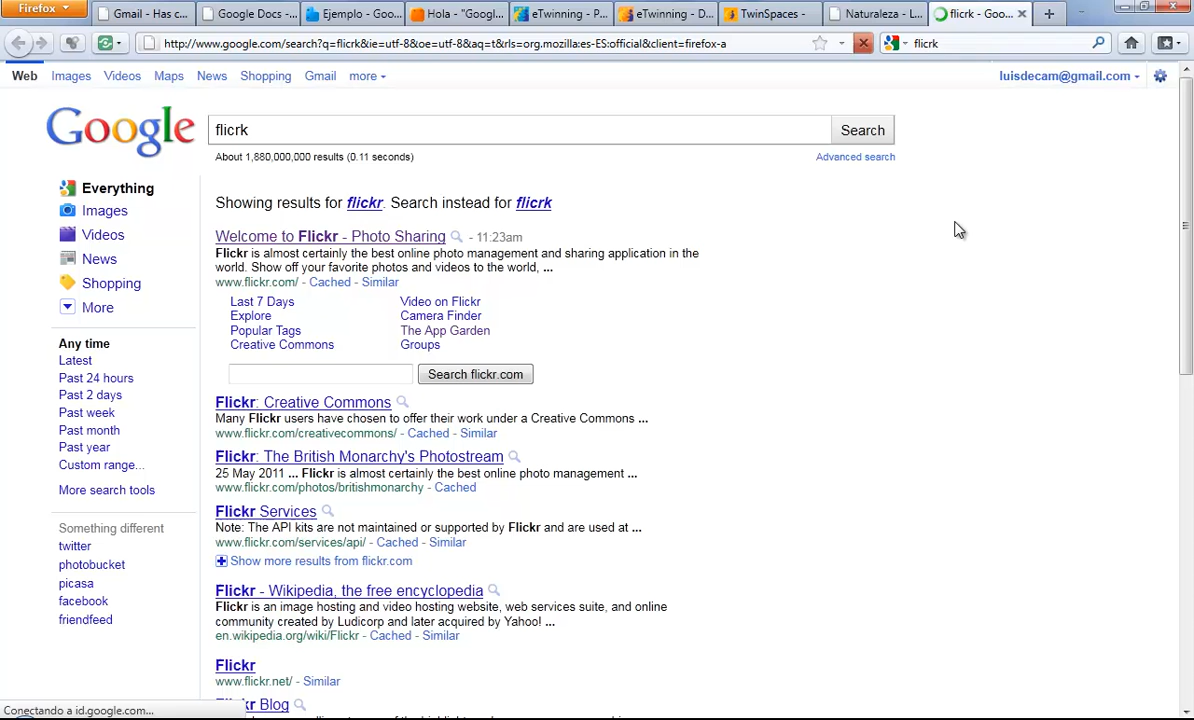 Firefox
Gmail - Has c...
Google Docs -...
Ejemplo - Goo...
Hola - "Googl...
eTwinning - P...
eTwinning - D...
TwinSpaces -
Naturaleza - L...
flicrk - Goo...
http://www.google.com/search?q=flicrk&ie=utf-8&oe=utf-8&aq=t&rls=org.mozilla:es-ES:official&client=firefox-a
flicrk
Web Images Videos Maps News Shopping Gmail more
luisdecam@gmail.com
Google
flicrk
Search
About 1,880,000,000 results (0.11 seconds)
Advanced search
Everything
Images
Videos
News
Shopping
More
Any time
Latest
Past 24 hours
Past 2 days
Past week
Past month
Past year
Custom range...
More search tools
Something different
twitter
photobucket
picasa
facebook
friendfeed
Showing results for flickr. Search instead for flicrk
Welcome to Flickr - Photo Sharing - 11:23am
Flickr is almost certainly the best online photo management and sharing application in the
world. Show off your favorite photos and videos to the world, ...
www.flickr.com/ - Cached - Similar
Last 7 Days Video on Flickr
Explore Camera Finder
Popular Tags The App Garden
Creative Commons Groups
Search flickr.com
Flickr: Creative Commons
Many Flickr users have chosen to offer their work under a Creative Commons ...
www.flickr.com/creativecommons/ - Cached - Similar
Flickr: The British Monarchy's Photostream
25 May 2011 ... Flickr is almost certainly the best online photo management ...
www.flickr.com/photos/britishmonarchy - Cached
Flickr Services
Note: The API kits are not maintained or supported by Flickr and are used at ...
www.flickr.com/services/api/ - Cached - Similar
Show more results from flickr.com
Flickr - Wikipedia, the free encyclopedia
Flickr is an image hosting and video hosting website, web services suite, and online
community created by Ludicorp and later acquired by Yahoo! ...
en.wikipedia.org/wiki/Flickr - Cached - Similar
Flickr
www.flickr.net/ - Similar
Blog
Conectando a id.google.com...